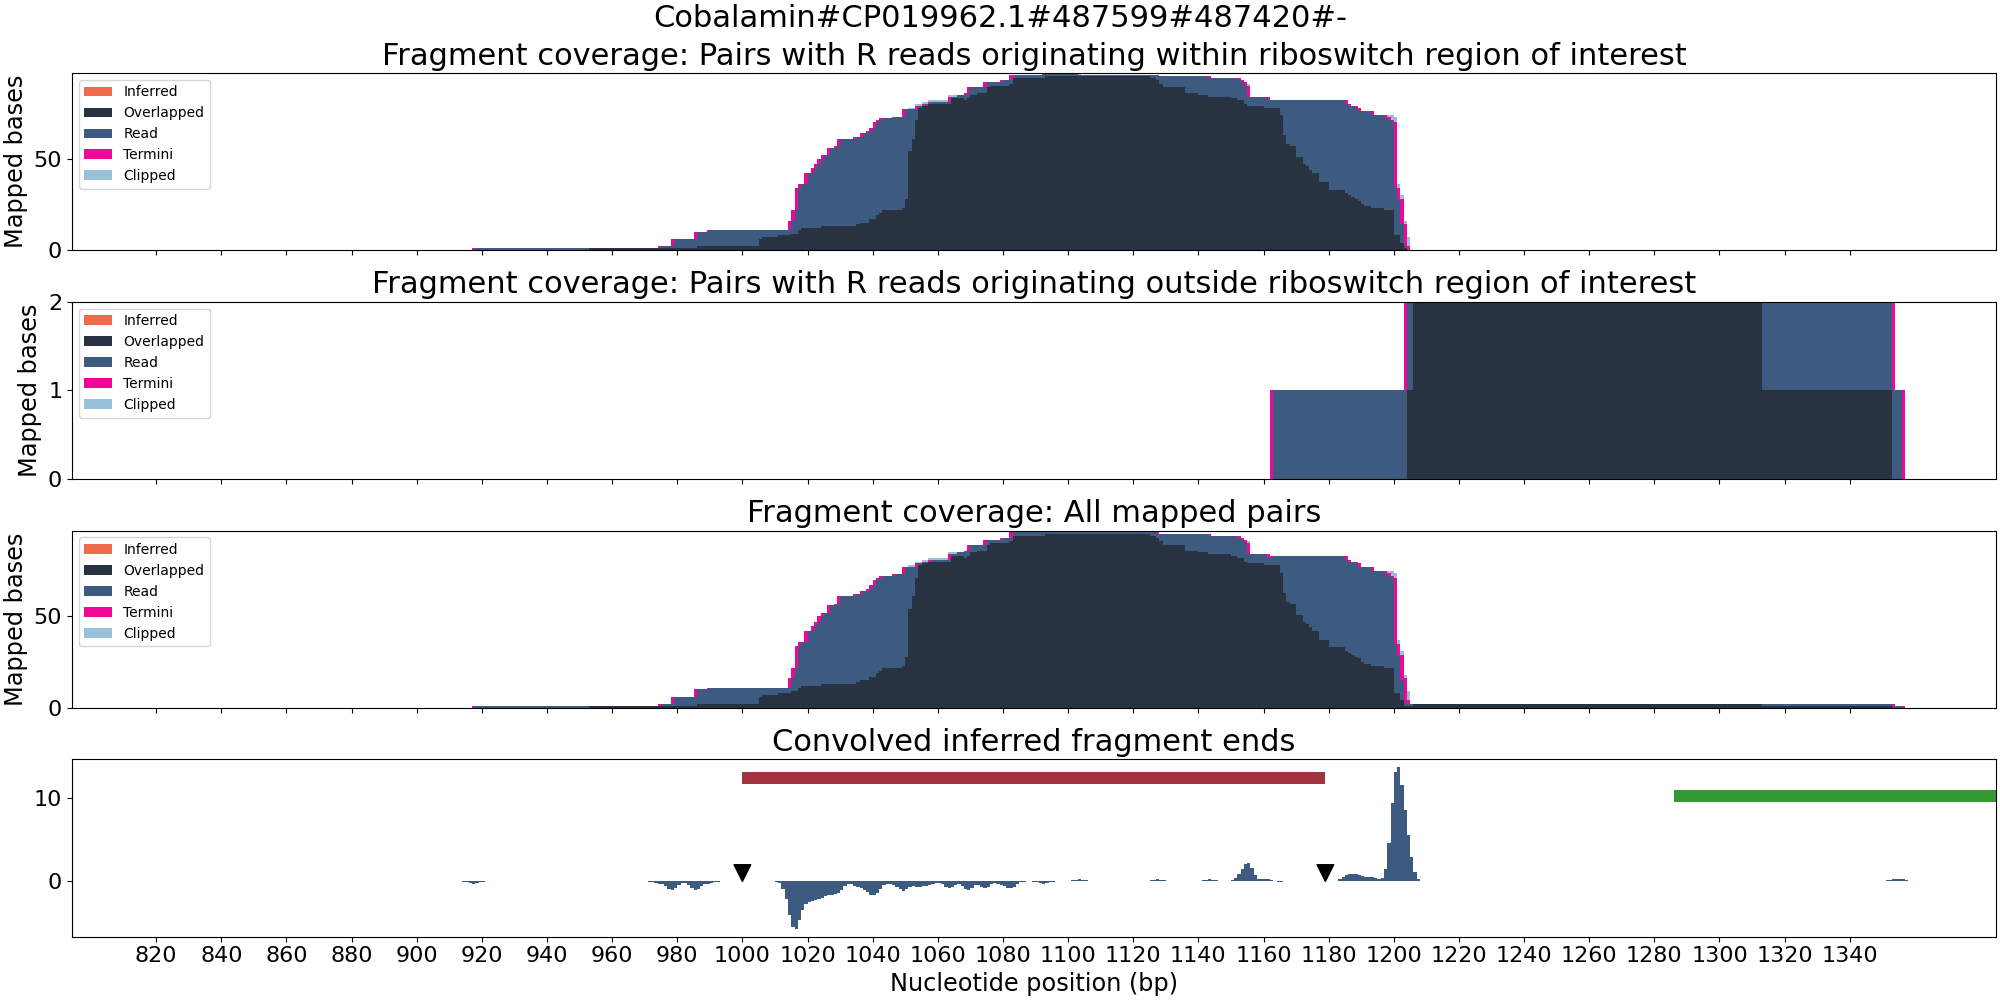 Cobalamin#CP019962.1#487599#487420#-
Fragment coverage: Pairs with R reads originating within riboswitch region of interest
Mapped bases
50
0
Inferred
Overlapped
Read
Termini
Clipped
Fragment coverage: Pairs with R reads originating outside riboswitch region of interest
Mapped bases
2
1
0
Inferred
Overlapped
Read
Termini
Clipped
Fragment coverage: All mapped pairs
Mapped bases
50
0
Inferred
Overlapped
Read
Termini
Clipped
Convolved inferred fragment ends
10
0
820 840 860 880 900 920 940 960 980 1000 1020 1040 1060 1080 1100 1120 1140 1160 1180 1200 1220 1240 1260 1280 1300 1320 1340
Nucleotide position (bp)